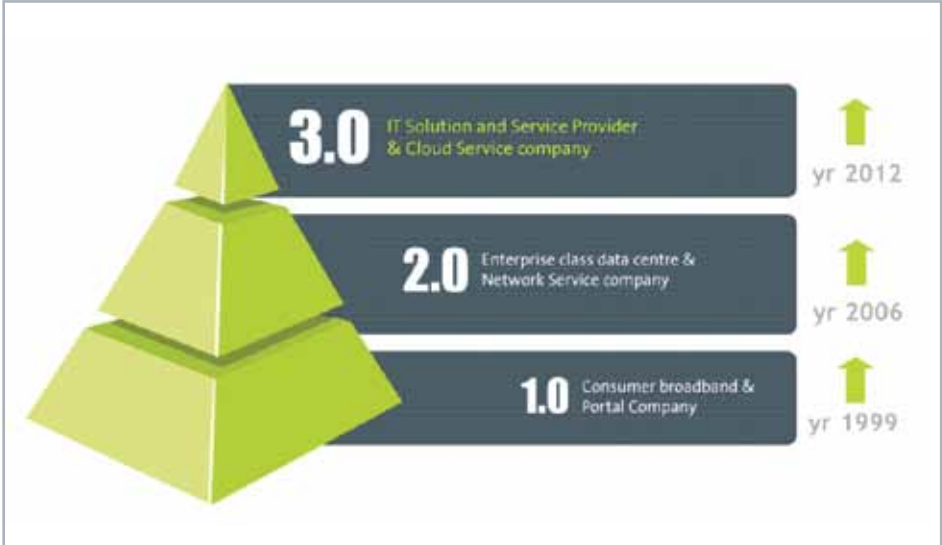 3.0
IT Solution and Service Provider
& Cloud Service company
yr 2012
2.0
Enterprise class data centre &
Network Service company
yr 2006
1.0
Consumer broadband &
Portal Company
yr 1999